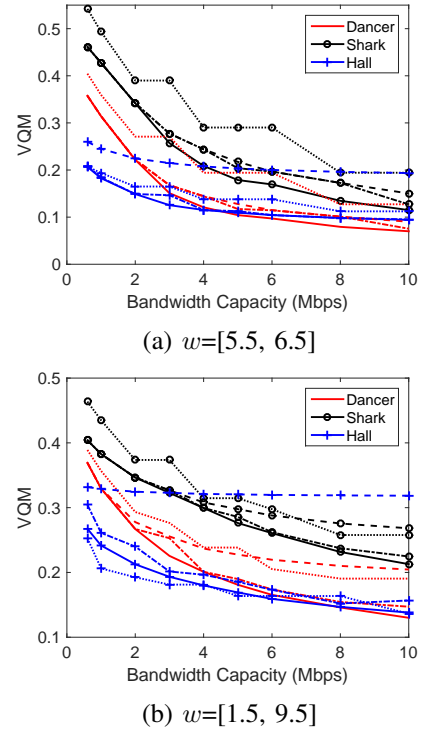 0.5
0.4
0.3
0.2
0.1
0
VQM
Dancer
Shark
Hall
0 2 4 6 8 10
Bandwidth Capacity (Mbps)
(a) w=[5.5, 6.5]
0.5
0.4
0.3
0.2
0.1
VQM
Dancer
Shark
Hall
0 2 4 6 8 10
Bandwidth Capacity (Mbps)
(b) w=[1.5, 9.5]